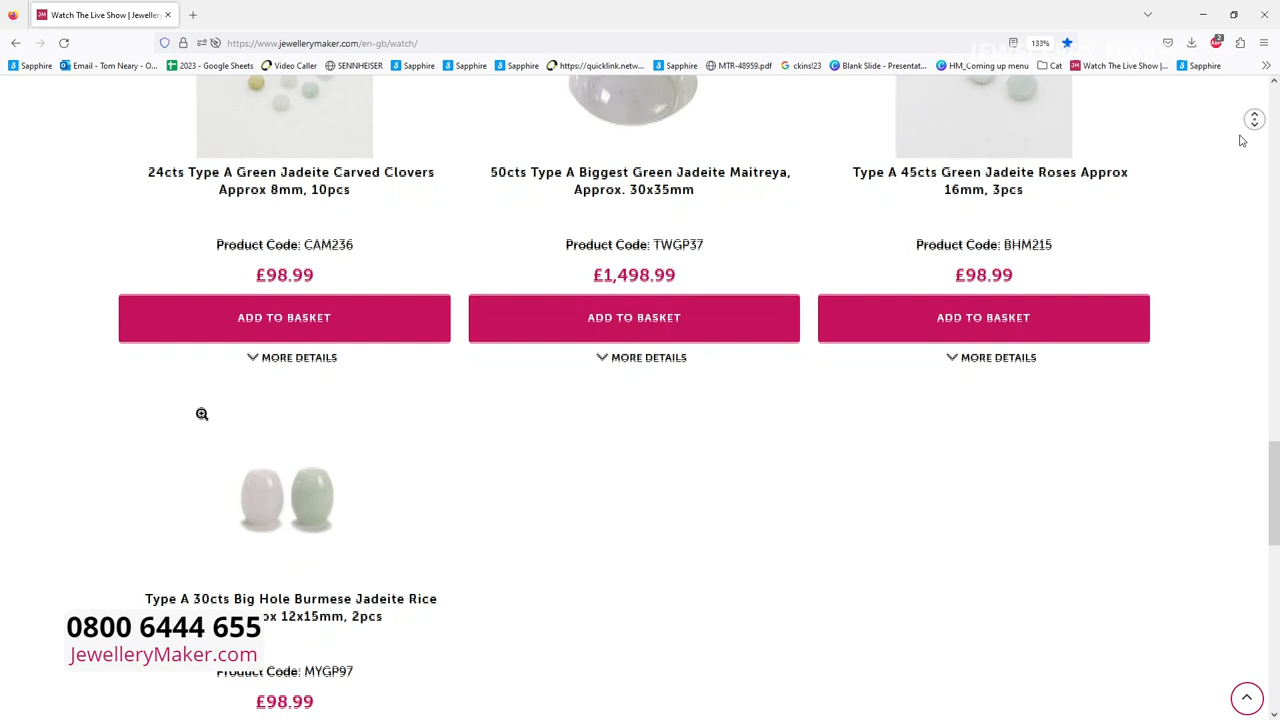 Watch The Live Show | Jeweller
https://www.jewellerymaker.com/en-gb/watch/
133%
2
Sapphire
Email - Tom Neary - O...
2023 - Google Sheets
Video Caller
SENNHEISER
Sapphire
Sapphire
Sapphire
https://quicklink.netw...
Sapphire
MTR-48959.pdf
ckins!23
Blank Slide - Presentat...
HM_Coming up menu
Cat
Watch The Live Show |...
Sapphire
24cts Type A Green Jadeite Carved Clovers
Approx 8mm, 10pcs
Product Code: CAM236
£98.99
ADD TO BASKET
MORE DETAILS
50cts Type A Biggest Green Jadeite Maitreya,
Approx. 30x35mm
Product Code: TWGP37
£1,498.99
ADD TO BASKET
MORE DETAILS
Type A 45cts Green Jadeite Roses Approx
16mm, 3pcs
Product Code: BHM215
£98.99
ADD TO BASKET
MORE DETAILS
Type A 30cts Big Hole Burmese Jadeite Rice
ox 12x15mm, 2pcs
0800 6444 655
JewelleryMaker.com
Product Code: MYGP97
£98.99